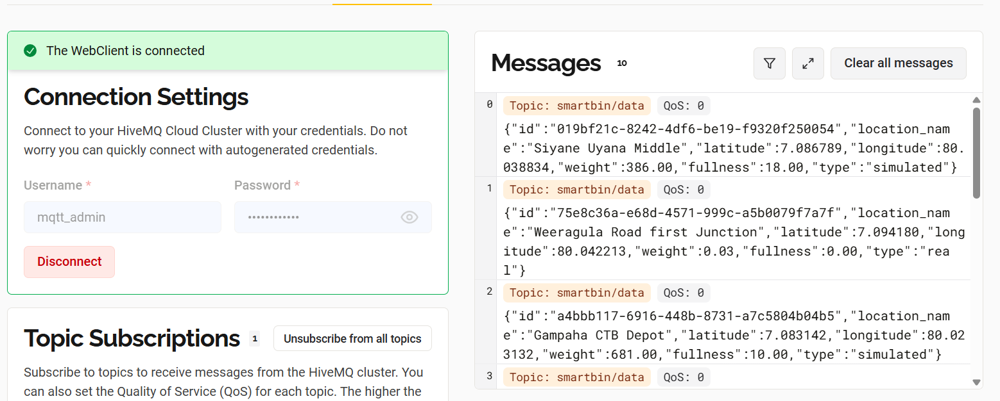 The WebClient is connected
Connection Settings
Connect to your HiveMQ Cloud Cluster with your credentials. Do not
worry you can quickly connect with autogenerated credentials.
Username *
Password *
mqtt_admin
••••••••••••
Disconnect
Topic Subscriptions 1
Unsubscribe from all topics
Subscribe to topics to receive messages from the HiveMQ cluster. You
can also set the Quality of Service (QoS) for each topic. The higher the
Messages 10
Clear all messages
0 Topic: smartbin/data QoS: 0
{"id":"019bf21c-8242-4df6-be19-f9320f250054","location_nam
e":"Siyane Uyana Middle","latitude":7.086789,"longitude":80.
038834,"weight":386.00,"fullness":18.00,"type":"simulated"}
1 Topic: smartbin/data QoS: 0
{"id":"75e8c36a-e68d-4571-999c-a5b0079f7a7f","location_nam
e":"Weeragula Road first Junction","latitude":7.094180,"long
itude":80.042213,"weight":0.03,"fullness":0.00,"type":"rea
l"}
2 Topic: smartbin/data QoS: 0
{"id":"a4bbb117-6916-448b-8731-a7c5804b04b5","location_nam
e":"Gampaha CTB Depot","latitude":7.083142,"longitude":80.02
3132,"weight":681.00,"fullness":10.00,"type":"simulated"}
3 Topic: smartbin/data QoS: 0